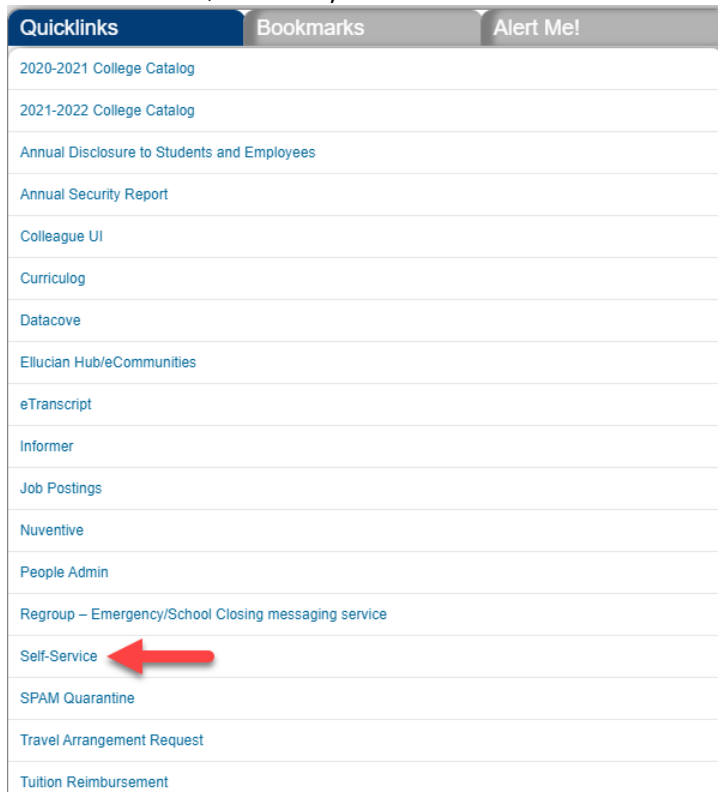 Quicklinks
Bookmarks
Alert Me!
2020-2021 College Catalog
2021-2022 College Catalog
Annual Disclosure to Students and Employees
Annual Security Report
Colleague UI
Curriculog
Datacove
Ellucian Hub/eCommunities
eTranscript
Informer
Job Postings
Nuventive
People Admin
Regroup – Emergency/School Closing messaging service
Self-Service
SPAM Quarantine
Travel Arrangement Request
Tuition Reimbursement